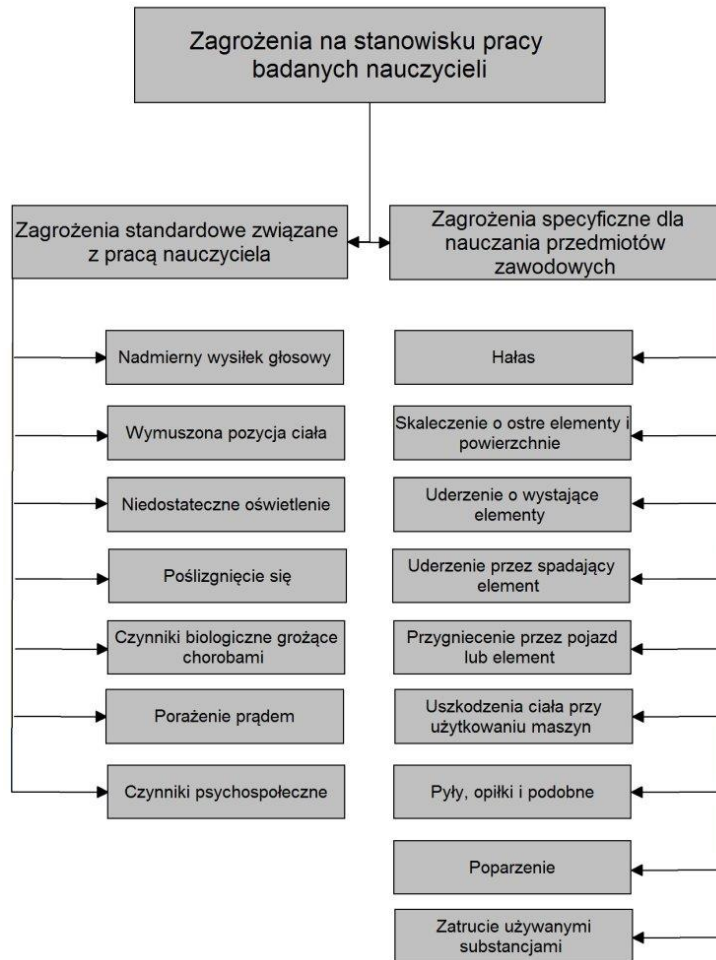 Zagrożenia na stanowisku pracy
badanych nauczycieli
Zagrożenia standardowe związane
z pracą nauczyciela
Zagrożenia specyficzne dla
nauczania przedmiotów
zawodowych
Nadmierny wysiłek głosowy
Wymuszona pozycja ciała
Niedostateczne oświetlenie
Poślizgnięcie się
Czynniki biologiczne grożące
chorobami
Porażenie prądem
Czynniki psychospołeczne
Hałas
Skaleczenie o ostre elementy i
powierzchnie
Uderzenie o wystające
elementy
Uderzenie przez spadający
element
Przygniecenie przez pojazd
lub element
Uszkodzenia ciała przy
użytkowaniu maszyn
Pyły, opiłki i podobne
Poparzenie
Zatrucie używanymi
substancjami